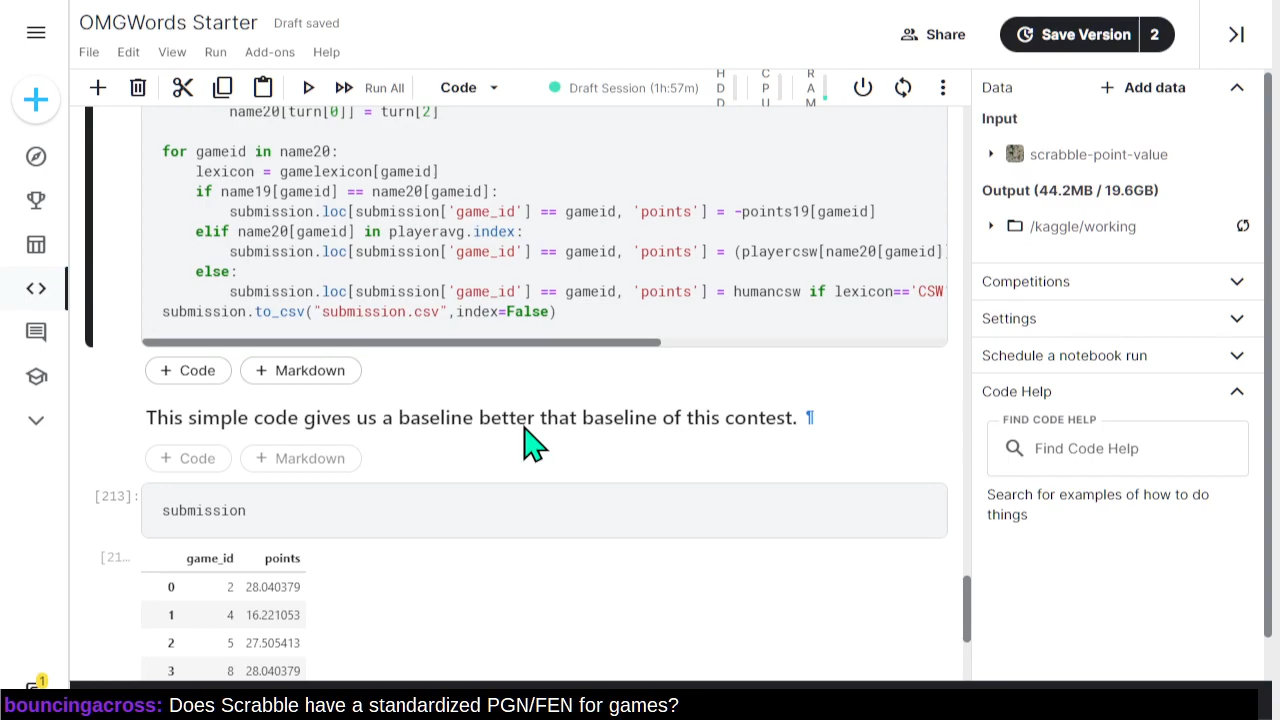 OMGWords Starter
Draft saved
Share
Save Version
2
File
Edit
View
Run
Add-ons
Help
Run All
Code
Draft Session (1h:57m)
HDD
CPU
RAM
Data
Add data
Input
scrabble-point-value
Output (44.2MB / 19.6GB)
/kaggle/working
Competitions
Settings
Schedule a notebook run
Code Help
FIND CODE HELP
Find Code Help
Search for examples of how to do
things
name20[turn[0]] = turn[2]
for gameid in name20:
lexicon = gamelexicon[gameid]
if name19[gameid] == name20[gameid]:
submission.loc[submission['game_id'] == gameid, 'points'] = -points19[gameid]
elif name20[gameid] in playeravg.index:
submission.loc[submission['game_id'] == gameid, 'points'] = (playercsw[name20[gameid]
else:
submission.loc[submission['game_id'] == gameid, 'points'] = humancsw if lexicon=='CSW'
submission.to_csv("submission.csv",index=False)
+ Code
+ Markdown
This simple code gives us a baseline better that baseline of this contest. ¶
+ Code
+ Markdown
[213]:
submission
[21...
game_id points
0 2 28.040379
1 4 16.221053
2 5 27.505413
3 8 28.040379
1
bouncingacross: Does Scrabble have a standardized PGN/FEN for games?